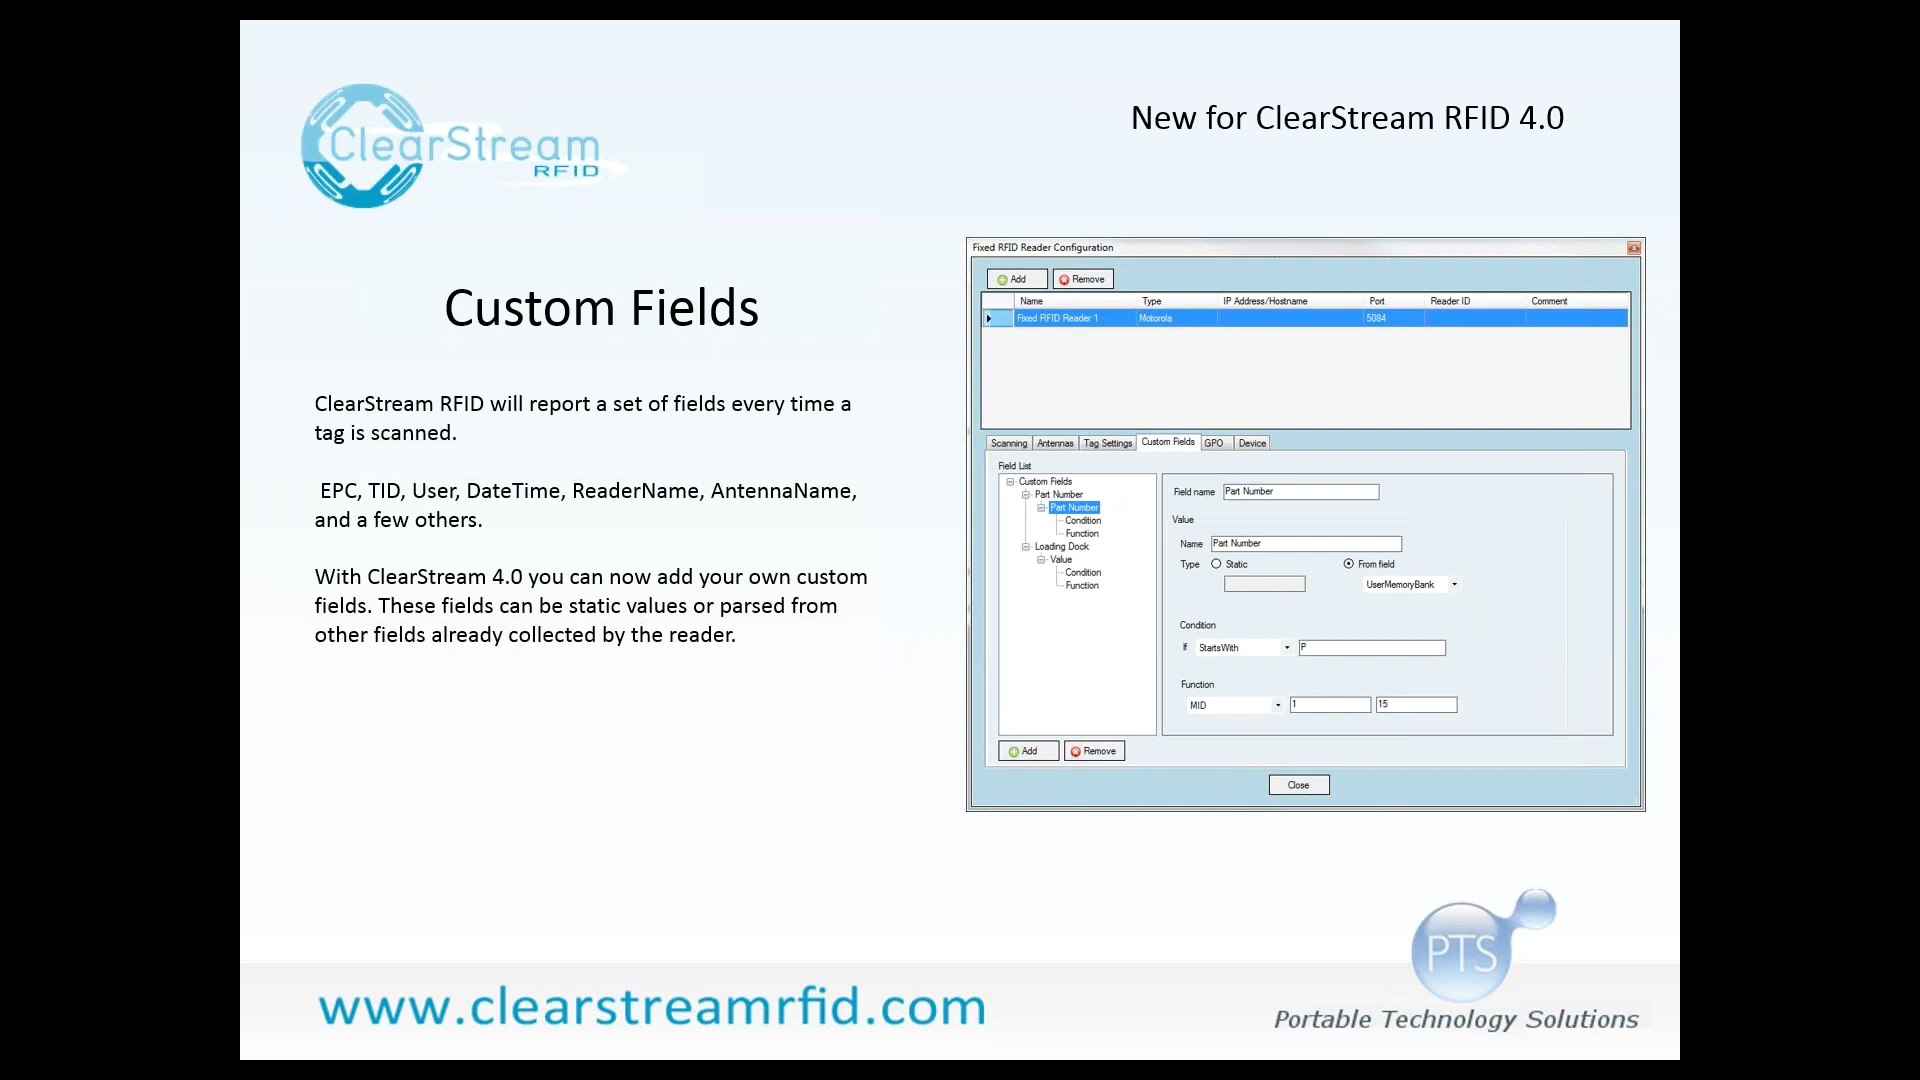 ClearStream
RFID
New for ClearStream RFID 4.0
Custom Fields
ClearStream RFID will report a set of fields every time a
tag is scanned.
EPC, TID, User, DateTime, ReaderName, AntennaName,
and a few others.
With ClearStream 4.0 you can now add your own custom
fields. These fields can be static values or parsed from
other fields already collected by the reader.
Fixed RFID Reader Configuration
Add Remove
Name Type IP Address/Hostname Port Reader ID Comment
Fixed RFID Reader 1 Motorola 5084
Scanning Antennas Tag Settings Custom Fields GPO Device
Field List
Custom Fields
Part Number
Part Number
Condition
Function
Loading Dock
Value
Condition
Function
Add Remove
Field name Part Number
Value
Name Part Number
Type Static From field
UserMemoryBank
Condition
If StartsWith P
Function
MID 1 15
Close
PTS
Portable Technology Solutions
www.clearstreamrfid.com